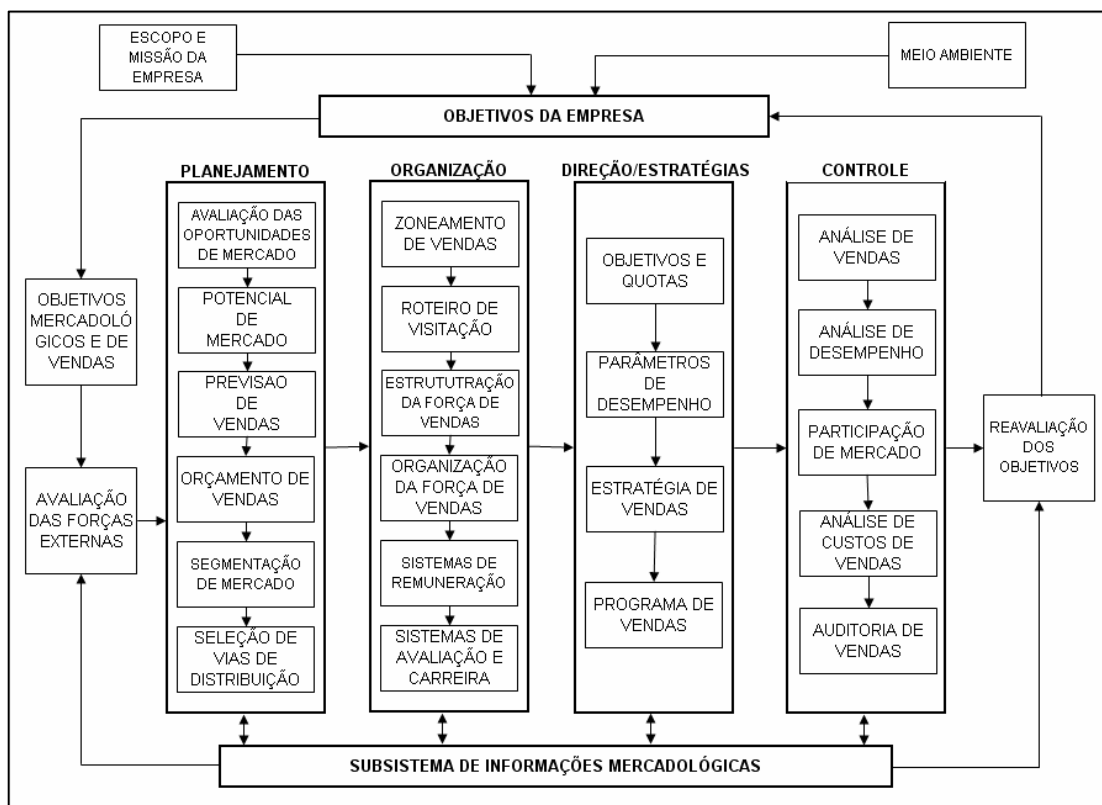 ESCOPO E
MISSÃO DA
EMPRESA
MEIO AMBIENTE
OBJETIVOS DA EMPRESA
PLANEJAMENTO
ORGANIZAÇÃO
DIREÇÃO/ESTRATÉGIAS
CONTROLE
OBJETIVOS
MERCADOLÓ
GICOS E DE
VENDAS
AVALIAÇÃO
DAS FORÇAS
EXTERNAS
AVALIAÇÃO DAS
OPORTUNIDADES
DE MERCADO
POTENCIAL
DE
MERCADO
PREVISAO
DE
VENDAS
ORÇAMENTO DE
VENDAS
SEGMENTAÇÃO
DE MERCADO
SELEÇÃO DE
VIAS DE
DISTRIBUIÇÃO
ZONEAMENTO
DE VENDAS
ROTEIRO DE
VISITAÇÃO
ESTRUTUTRAÇÃO
DA FORÇA DE
VENDAS
ORGANIZAÇÃO
DA FORÇA DE
VENDAS
SISTEMAS DE
REMUNERAÇÃO
SISTEMAS DE
AVALIAÇÃO E
CARREIRA
OBJETIVOS E
QUOTAS
PARÂMETROS
DE
DESEMPENHO
ESTRATÉGIA DE
VENDAS
PROGRAMA DE
VENDAS
ANÁLISE DE
VENDAS
ANÁLISE DE
DESEMPENHO
PARTICIPAÇÃO
DE MERCADO
ANÁLISE DE
CUSTOS DE
VENDAS
AUDITORIA DE
VENDAS
REAVALIAÇÃO
DOS
OBJETIVOS
SUBSISTEMA DE INFORMAÇÕES MERCADOLÓGICAS